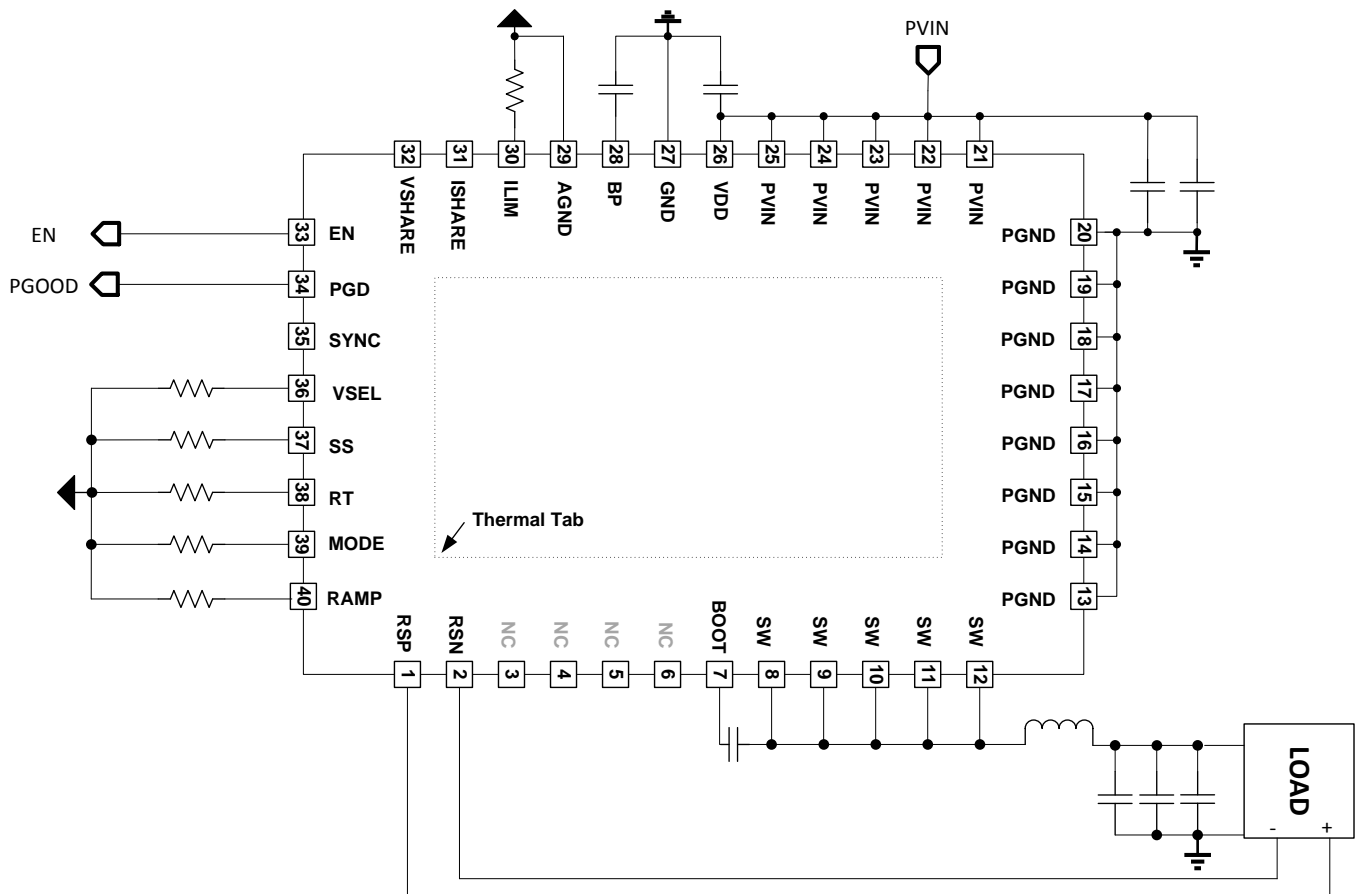 PVIN
32
31
30
29
28
27
26
25
24
23
22
21
VSHARE
ISHARE
ILIM
AGND
BP
GND
VDD
PVIN
PVIN
PVIN
PVIN
PVIN
EN
33
EN
PGND
20
PGOOD
34
PGD
PGND
19
35
SYNC
PGND
18
36
VSEL
PGND
17
37
SS
PGND
16
38
RT
PGND
15
Thermal Tab
39
MODE
PGND
14
40
RAMP
PGND
13
RSP
RSN
NC
NC
NC
NC
BOOT
SW
SW
SW
SW
SW
1
2
3
4
5
6
7
8
9
10
11
12
LOAD
- +